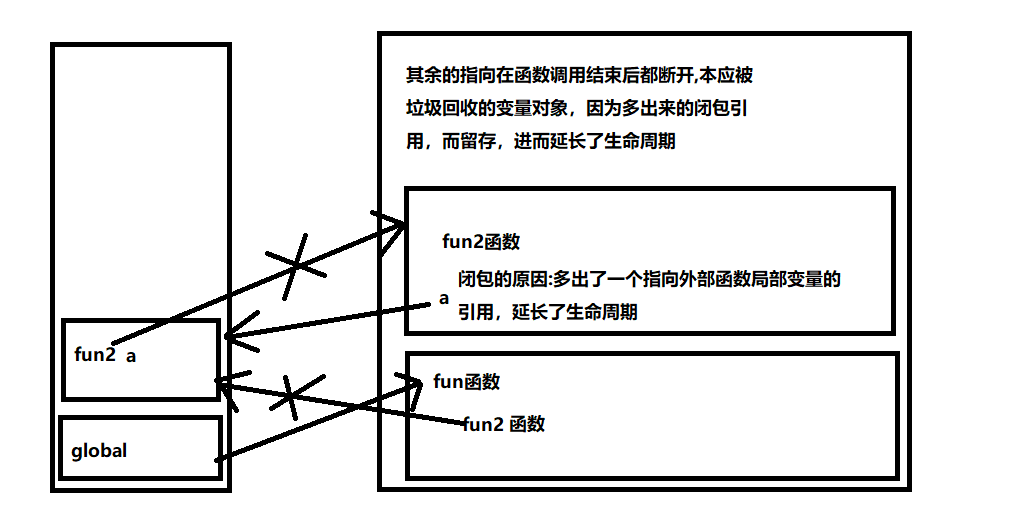 其余的指向在函数调用结束后都断开,本应被
垃圾回收的变量对象，因为多出来的闭包引
用，而留存，进而延长了生命周期
fun2函数
闭包的原因:多出了一个指向外部函数局部变量的
a
引用，延长了生命周期
fun2 a
fun函数
fun2 函数
global